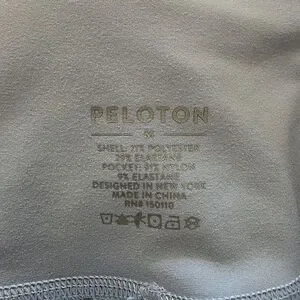 PELOTON
SHELL: 71% POLYESTER
29% ELASTANE
POCKET: 91% NYLON
9% ELASTANE
DESIGNED IN NEW YORK
MADE IN CHINA
RN# 150110